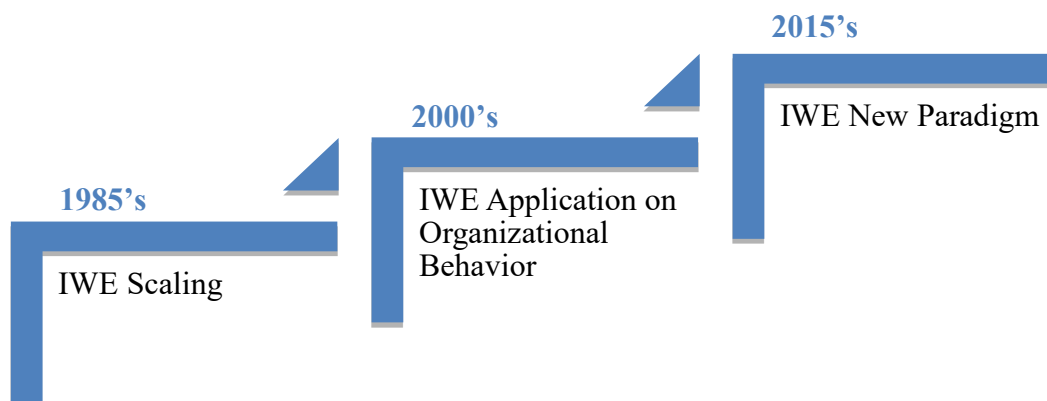 1985’s
IWE Scaling
2000’s
IWE Application on
Organizational
Behavior
2015’s
IWE New Paradigm